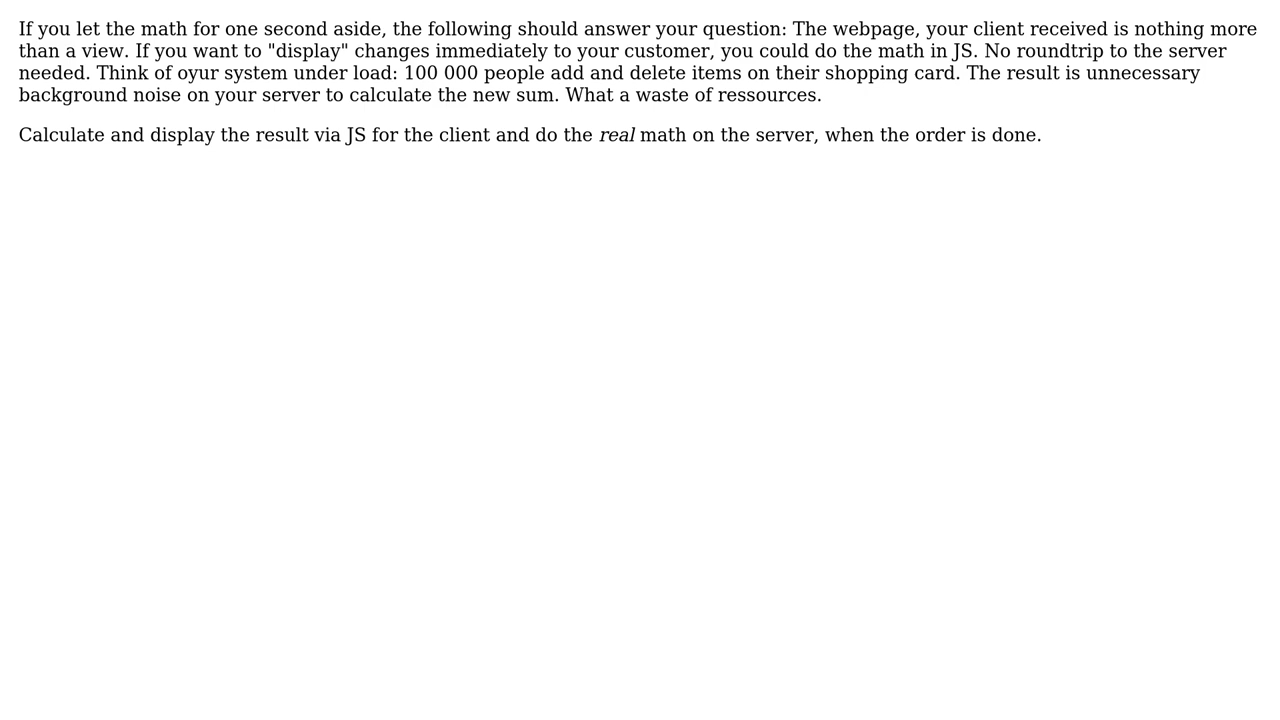 If you let the math for one second aside, the following should answer your question: The webpage, your client received is nothing more
than a view. If you want to "display" changes immediately to your customer, you could do the math in JS. No roundtrip to the server
needed. Think of oyur system under load: 100 000 people add and delete items on their shopping card. The result is unnecessary
background noise on your server to calculate the new sum. What a waste of ressources.
Calculate and display the result via JS for the client and do the real math on the server, when the order is done.